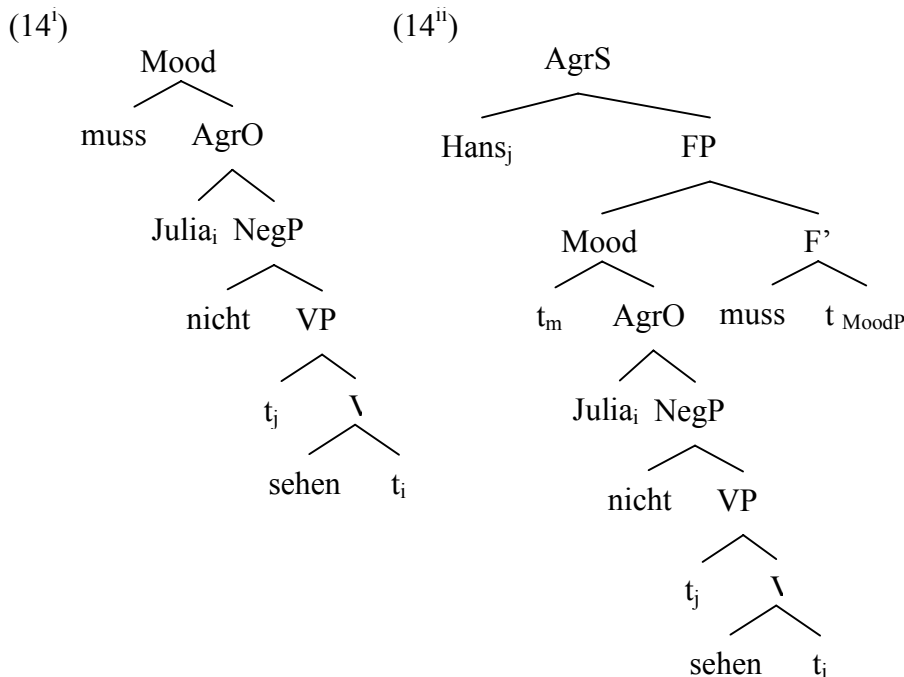 (14ⁱ) (14ⁱⁱ)
Mood AgrS
muss AgrO Hansⱼ FP
Juliaᵢ NegP Mood F’
nicht VP tₘ AgrO muss t MoodP
tⱼ Juliaᵢ NegP
sehen tᵢ nicht VP
tⱼ
sehen tᵢ